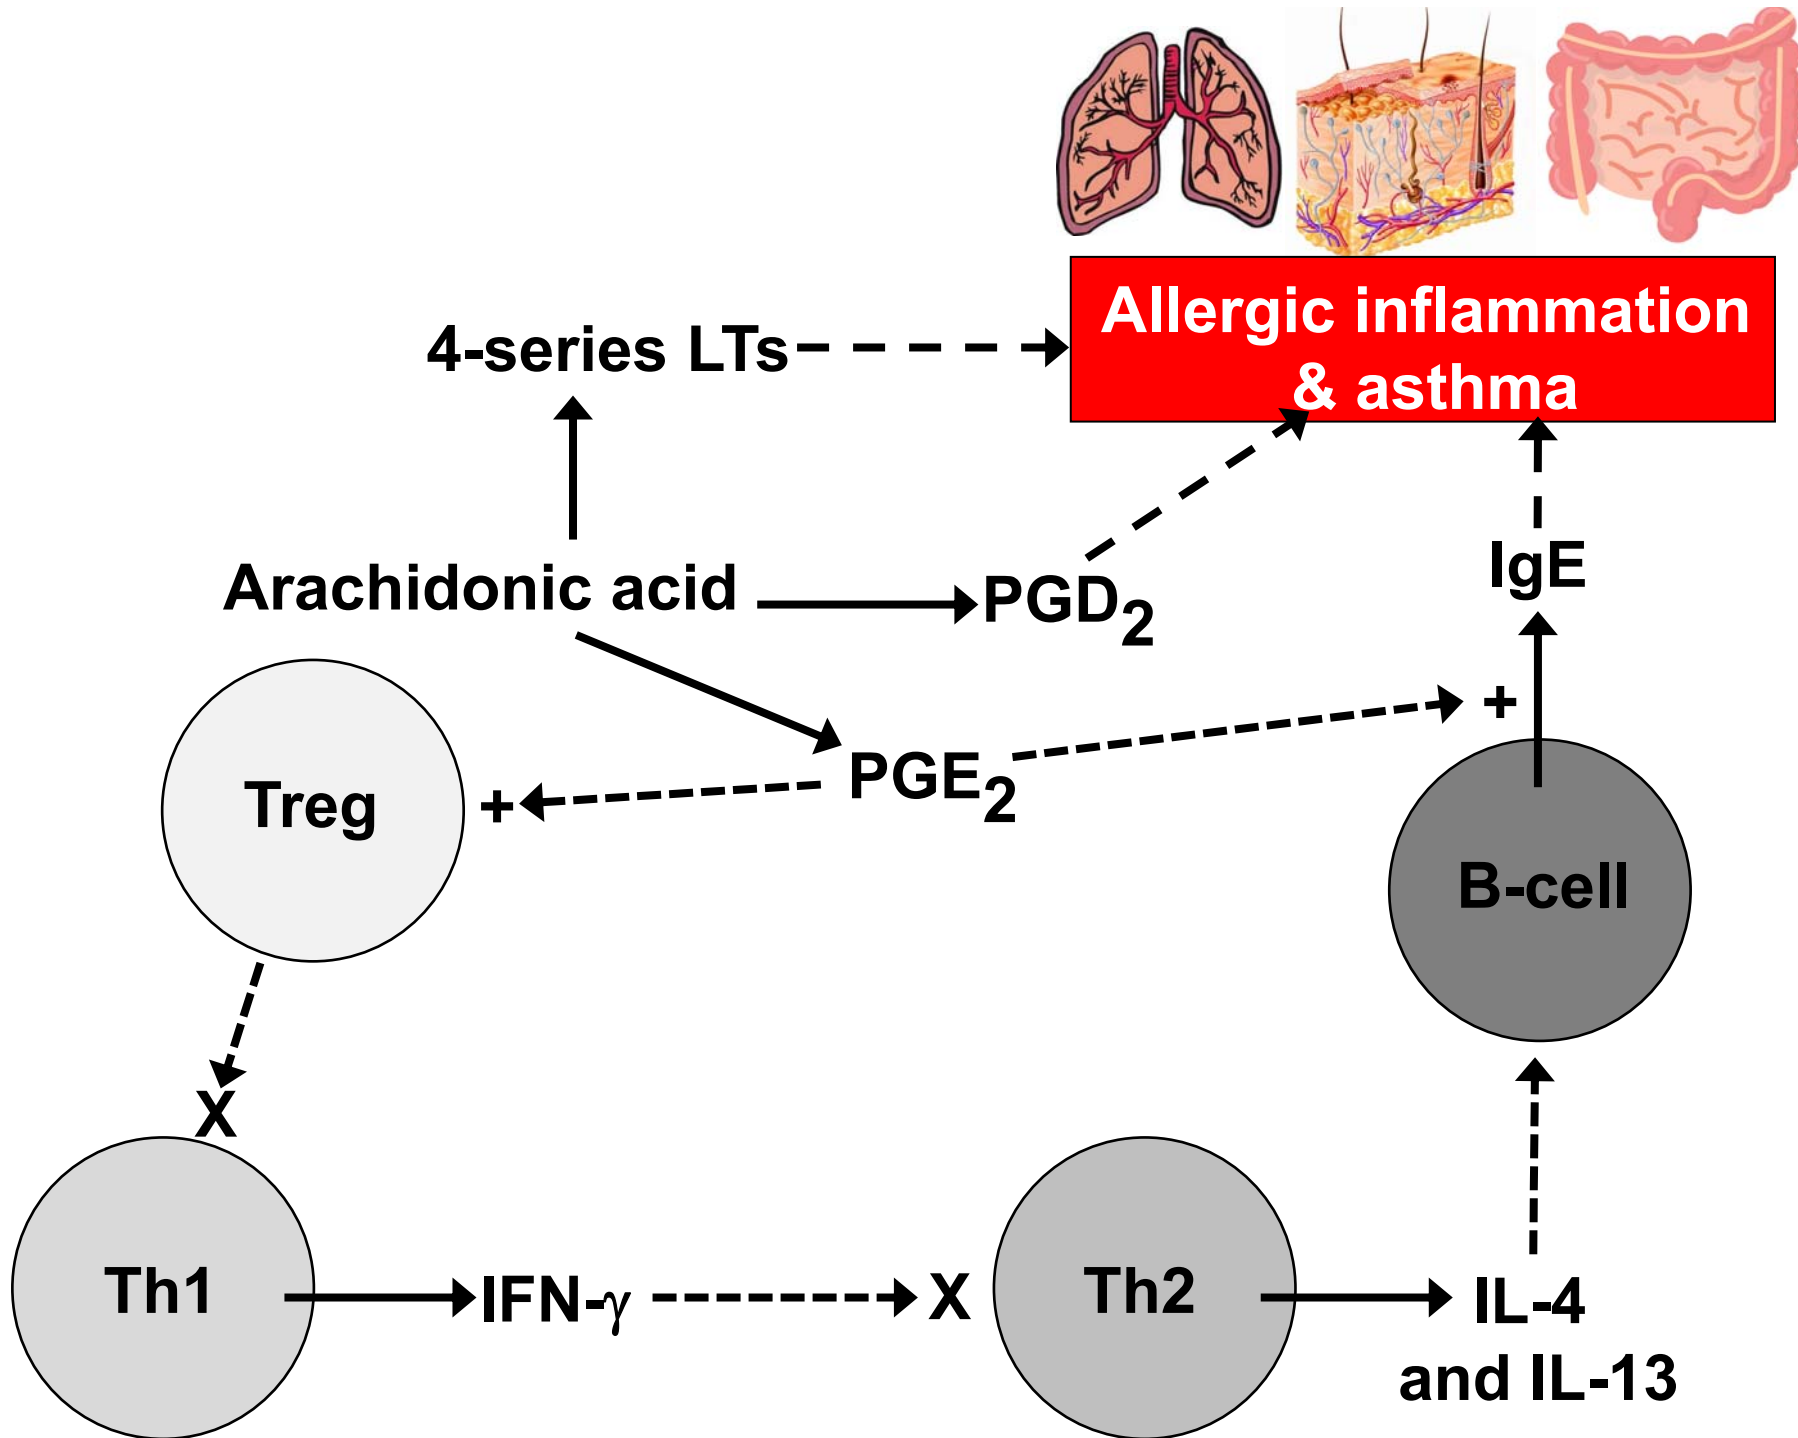 Allergic inflammation
& asthma
4-series LTs
Arachidonic acid
PGD2
IgE
+
PGE2
+
Treg
B-cell
X
Th1
IFN-γ
X
Th2
IL-4
and IL-13